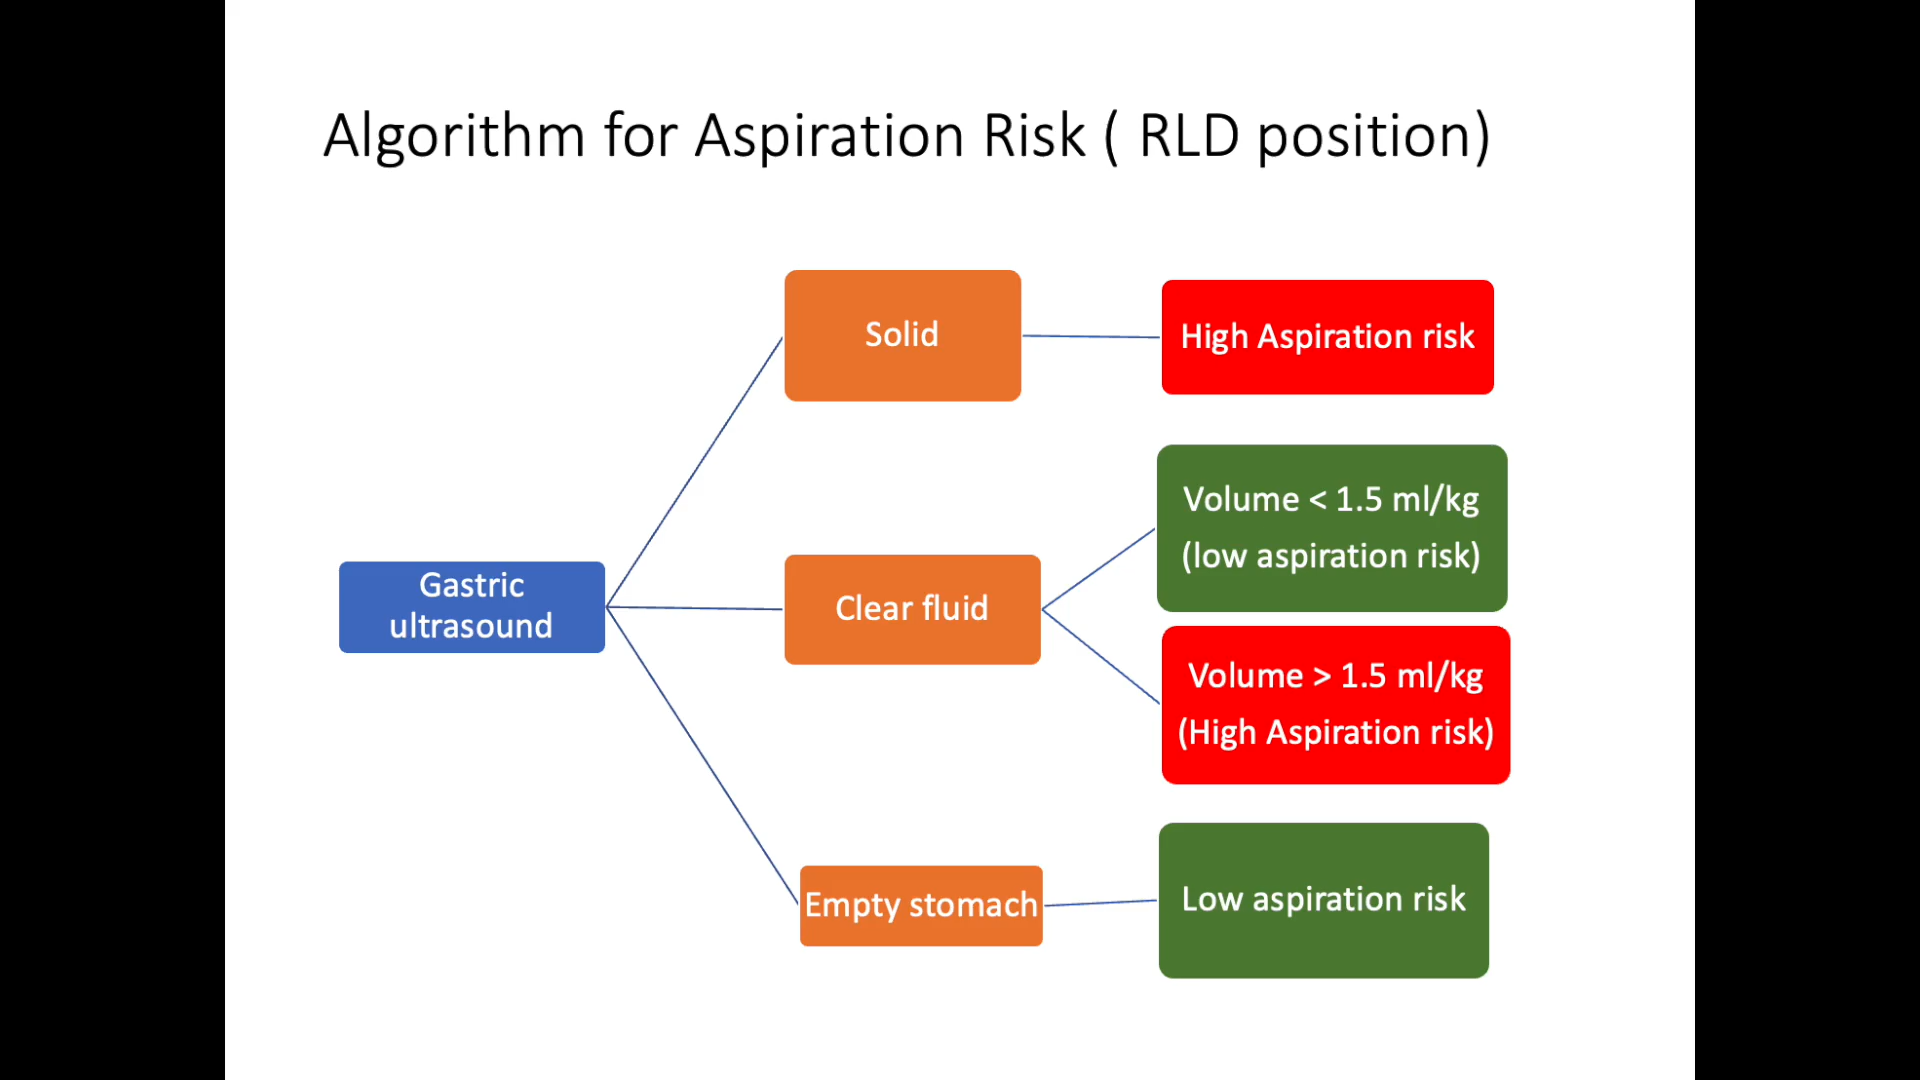 Algorithm for Aspiration Risk ( RLD position)
Solid
High Aspiration risk
Volume < 1.5 ml/kg
(low aspiration risk)
Gastric
ultrasound
Clear fluid
Volume > 1.5 ml/kg
(High Aspiration risk)
Empty stomach
Low aspiration risk